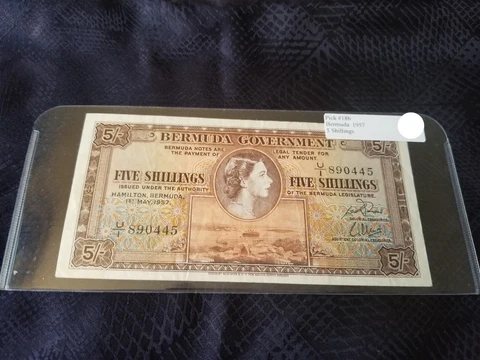 Pick #18b
Bermuda 1957
5 Shillings
5/-
5/-
BERMUDA GOVERNMENT
BERMUDA NOTES ARE LEGAL TENDER FOR
THE PAYMENT OF ANY AMOUNT.
U/1 890445
FIVE SHILLINGS FIVE SHILLINGS
ISSUED UNDER THE AUTHORITY OF THE BERMUDA LEGISLATURE.
HAMILTON, BERMUDA,
1ST MAY, 1957.
U/1 890445
5/-
5/-